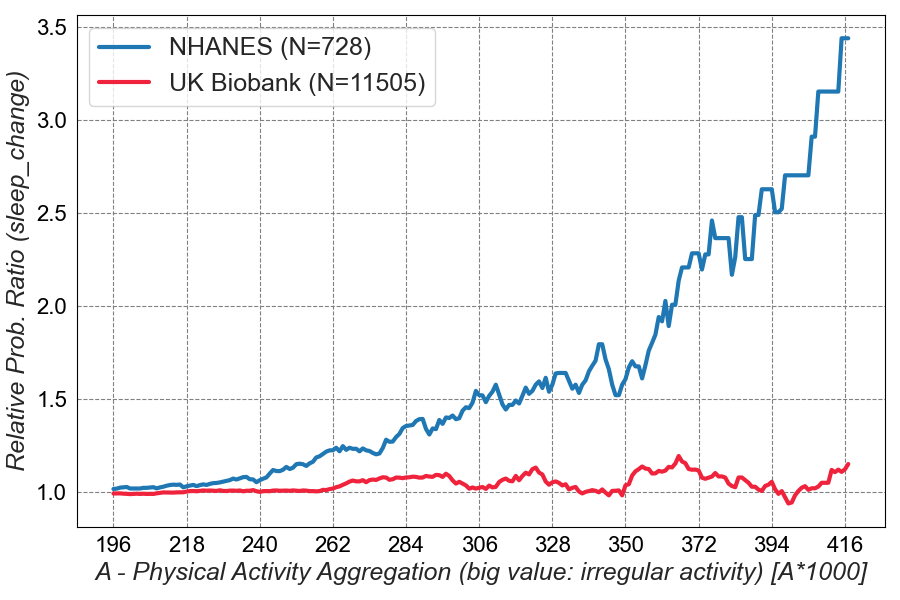 NHANES (N=728)
UK Biobank (N=11505)
Relative Prob. Ratio (sleep_change)
3.5
3.0
2.5
2.0
1.5
1.0
196 218 240 262 284 306 328 350 372 394 416
A - Physical Activity Aggregation (big value: irregular activity) [A*1000]